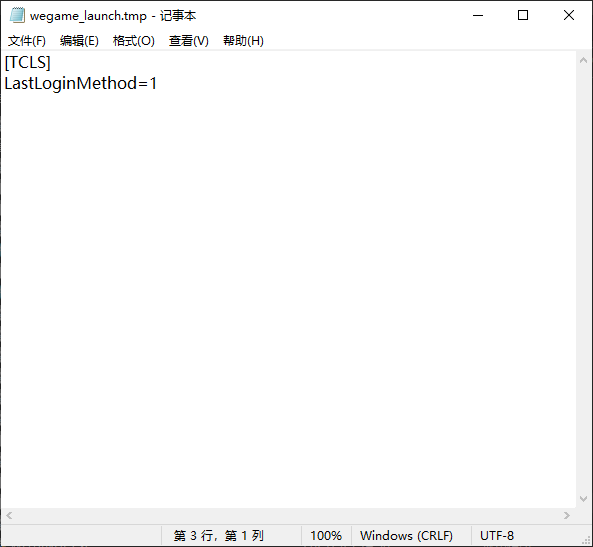 wegame_launch.tmp - 记事本
文件(F) 编辑(E) 格式(O) 查看(V) 帮助(H)
[TCLS]
LastLoginMethod=1
第 3 行，第 1 列 100% Windows (CRLF) UTF-8